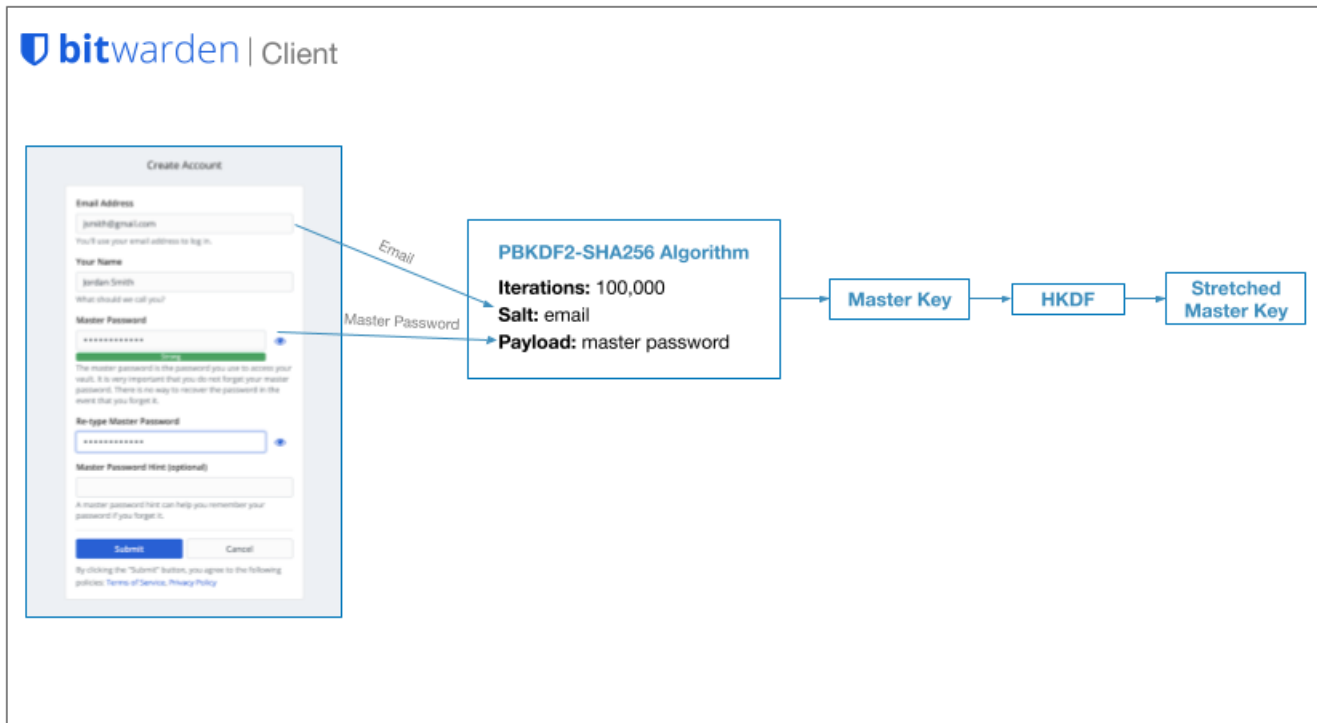 bitwarden | Client
Create Account
Email Address
jsmith@gmail.com
You'll use your email address to log in.
Your Name
Jordan Smith
What should we call you?
Master Password
••••••••••••
Strong
The master password is the password you use to access your
vault. It is very important that you do not forget your master
password. There is no way to recover the password in the
event that you forget it.
Re-type Master Password
••••••••••••
Master Password Hint (optional)
A master password hint can help you remember your
password if you forget it.
Submit
Cancel
By clicking the "Submit" button, you agree to the following
policies: Terms of Service, Privacy Policy
Email
Master Password
PBKDF2-SHA256 Algorithm
Iterations: 100,000
Salt: email
Payload: master password
Master Key
HKDF
Stretched
Master Key